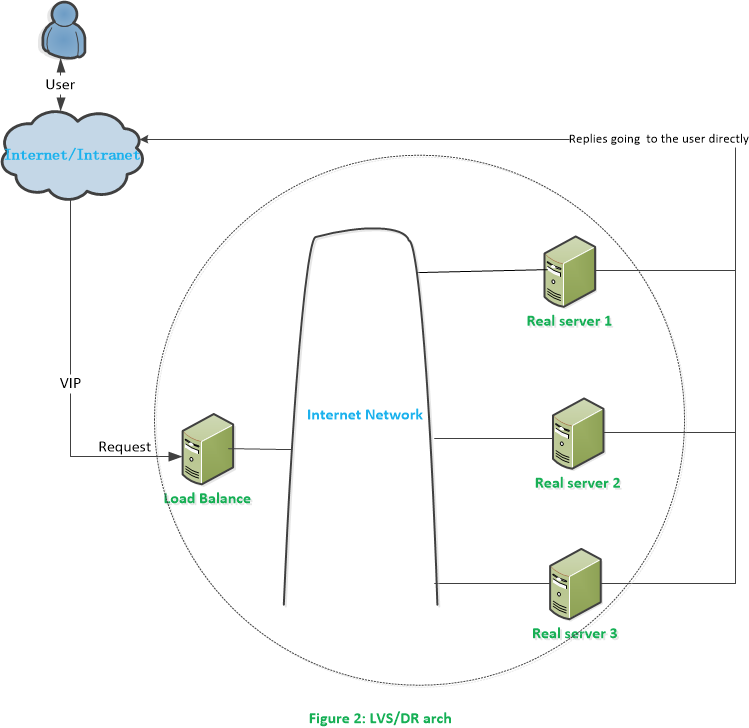 User
Internet/Intranet
Replies going to the user directly
Real server 1
VIP
Internet Network
Request
Load Balance
Real server 2
Real server 3
Figure 2: LVS/DR arch